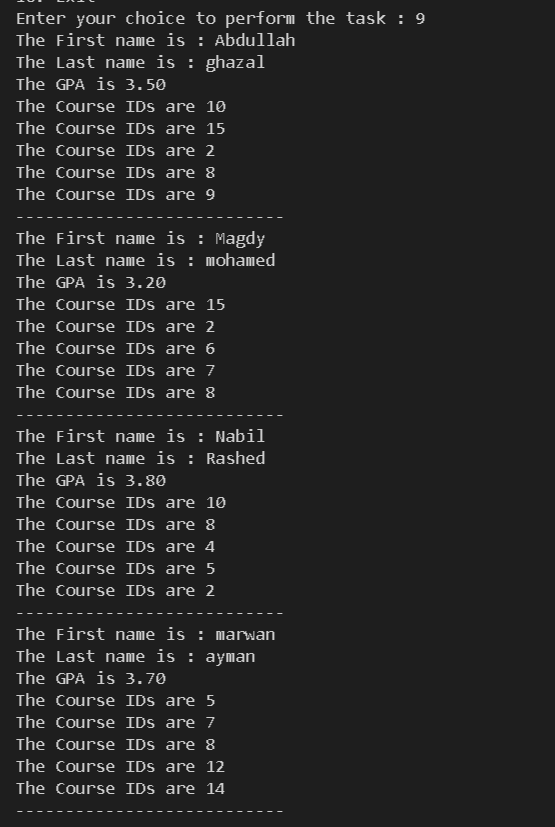 10. Exit
Enter your choice to perform the task : 9
The First name is : Abdullah
The Last name is : ghazal
The GPA is 3.50
The Course IDs are 10
The Course IDs are 15
The Course IDs are 2
The Course IDs are 8
The Course IDs are 9
---------------------------
The First name is : Magdy
The Last name is : mohamed
The GPA is 3.20
The Course IDs are 15
The Course IDs are 2
The Course IDs are 6
The Course IDs are 7
The Course IDs are 8
---------------------------
The First name is : Nabil
The Last name is : Rashed
The GPA is 3.80
The Course IDs are 10
The Course IDs are 8
The Course IDs are 4
The Course IDs are 5
The Course IDs are 2
---------------------------
The First name is : marwan
The Last name is : ayman
The GPA is 3.70
The Course IDs are 5
The Course IDs are 7
The Course IDs are 8
The Course IDs are 12
The Course IDs are 14
---------------------------